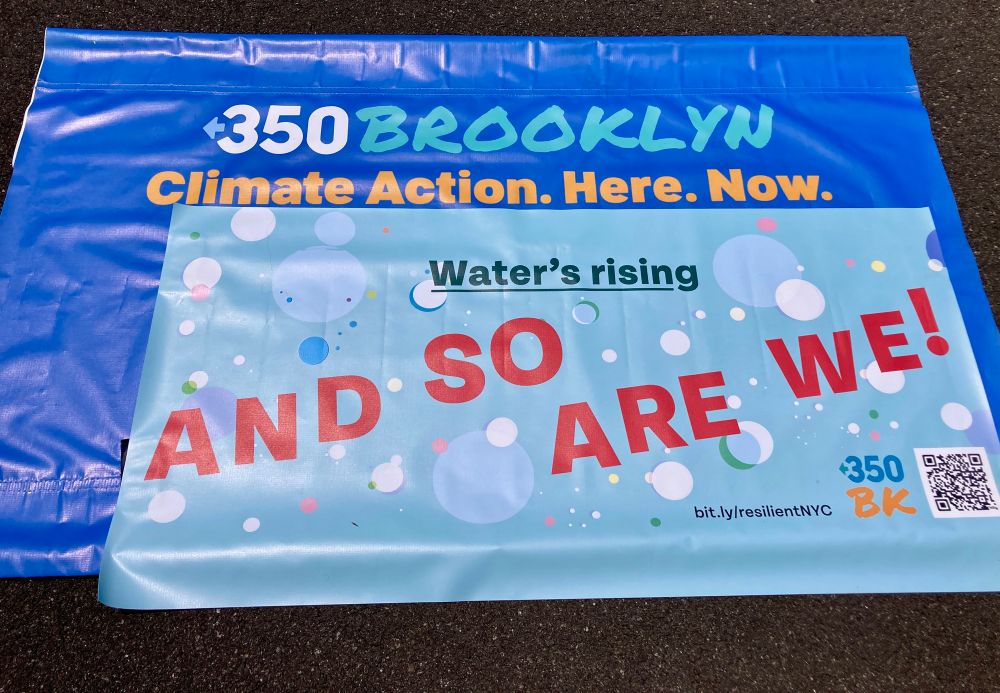 350 BROOKLYN
Climate Action. Here. Now.
Water's rising
AND SO ARE WE!
bit.ly/resilientNYC
350
BK